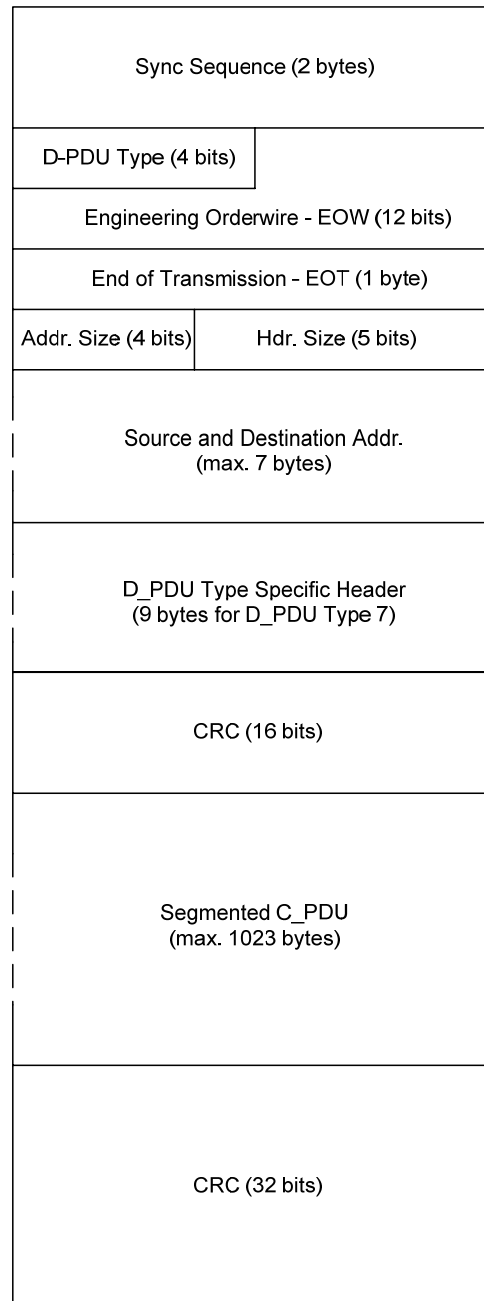 Sync Sequence (2 bytes)
D-PDU Type (4 bits)
Engineering Orderwire - EOW (12 bits)
End of Transmission - EOT (1 byte)
Addr. Size (4 bits)
Hdr. Size (5 bits)
Source and Destination Addr.
(max. 7 bytes)
D_PDU Type Specific Header
(9 bytes for D_PDU Type 7)
CRC (16 bits)
Segmented C_PDU
(max. 1023 bytes)
CRC (32 bits)